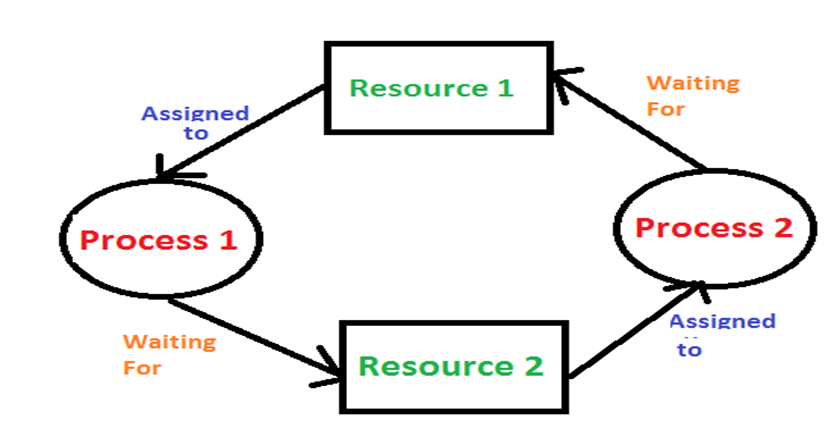 Resource 1
Waiting
For
Assigned
to
Process 1
Process 2
Waiting
For
Resource 2
Assigned
to